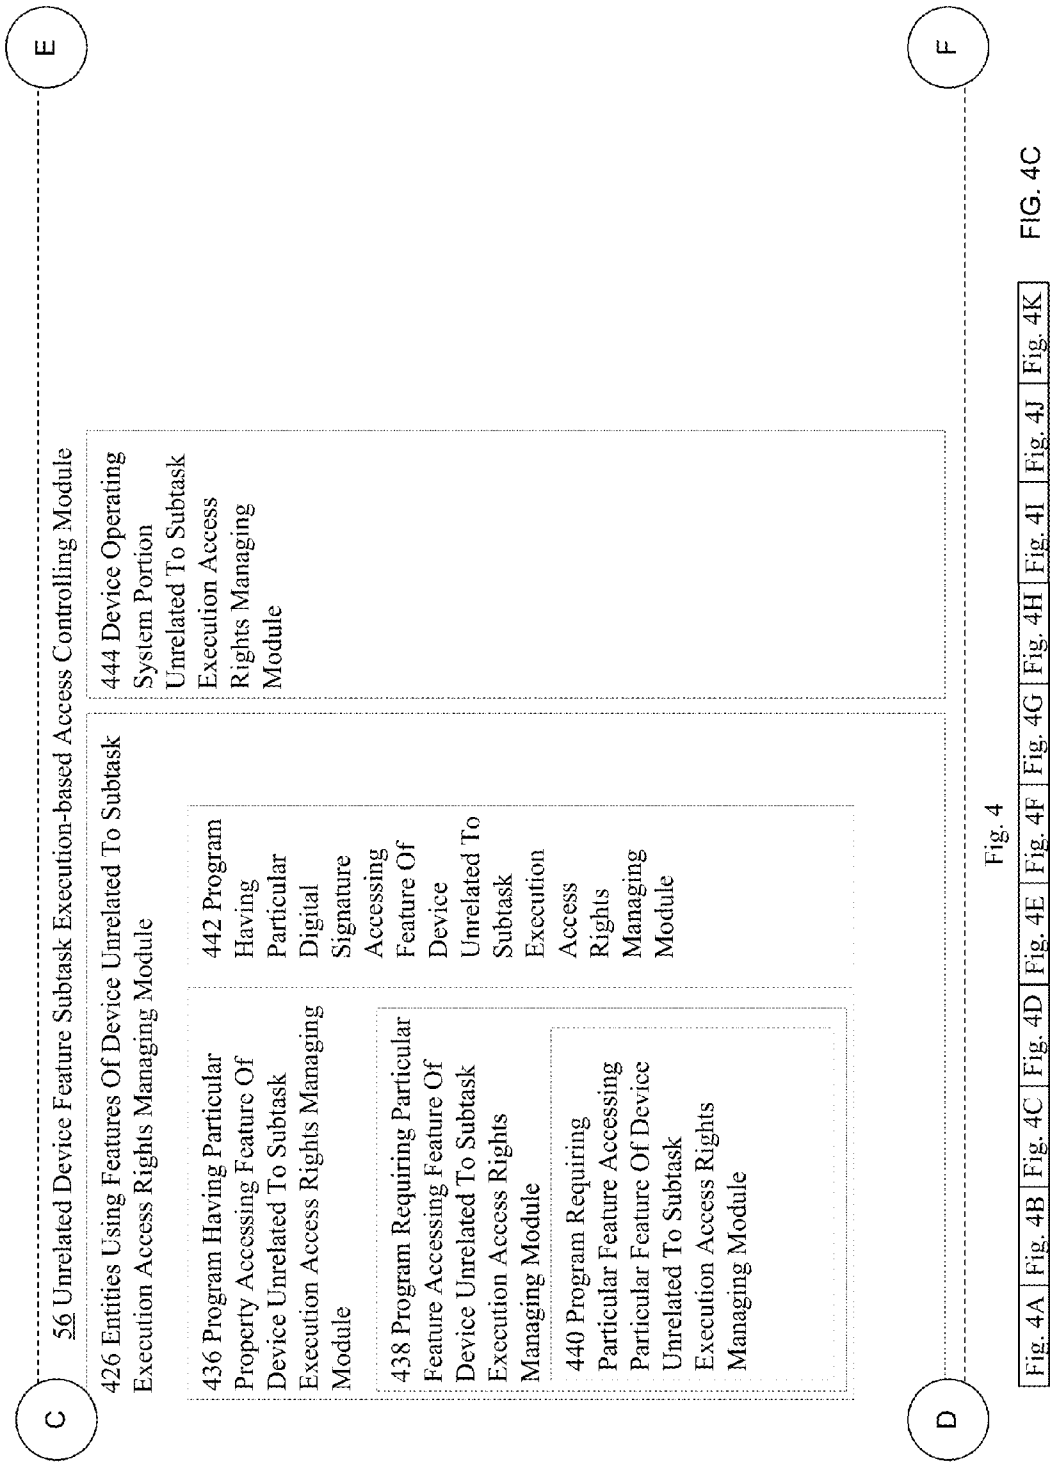 C
E
56 Unrelated Device Feature Subtask Execution-based Access Controlling Module
426 Entities Using Features Of Device Unrelated To Subtask
Execution Access Rights Managing Module
436 Program Having Particular
Property Accessing Feature Of
Device Unrelated To Subtask
Execution Access Rights Managing
Module
438 Program Requiring Particular
Feature Accessing Feature Of
Device Unrelated To Subtask
Execution Access Rights
Managing Module
440 Program Requiring
Particular Feature Accessing
Particular Feature Of Device
Unrelated To Subtask
Execution Access Rights
Managing Module
442 Program
Having
Particular
Digital
Signature
Accessing
Feature Of
Device
Unrelated To
Subtask
Execution
Access
Rights
Managing
Module
444 Device Operating
System Portion
Unrelated To Subtask
Execution Access
Rights Managing
Module
D
F
Fig. 4
Fig. 4A Fig. 4B Fig. 4C Fig. 4D Fig. 4E Fig. 4F Fig. 4G Fig. 4H Fig. 4I Fig. 4J Fig. 4K
FIG. 4C